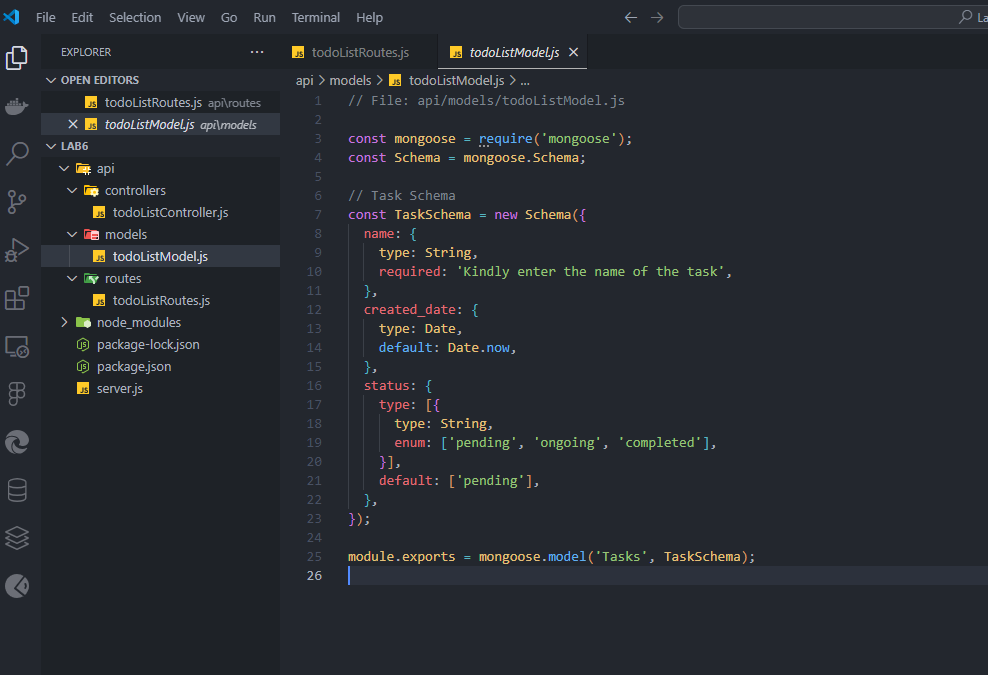 File Edit Selection View Go Run Terminal Help
La
EXPLORER
OPEN EDITORS
JS todoListRoutes.js api\routes
JS todoListModel.js api\models
LAB6
api
controllers
JS todoListController.js
models
JS todoListModel.js
routes
JS todoListRoutes.js
node_modules
package-lock.json
package.json
JS server.js
JS todoListRoutes.js
JS todoListModel.js
api > models > JS todoListModel.js > ...
1 // File: api/models/todoListModel.js
2
3 const mongoose = require('mongoose');
4 const Schema = mongoose.Schema;
5
6 // Task Schema
7 const TaskSchema = new Schema({
8 name: {
9 type: String,
10 required: 'Kindly enter the name of the task',
11 },
12 created_date: {
13 type: Date,
14 default: Date.now,
15 },
16 status: {
17 type: [{
18 type: String,
19 enum: ['pending', 'ongoing', 'completed'],
20 }],
21 default: ['pending'],
22 },
23 });
24
25 module.exports = mongoose.model('Tasks', TaskSchema);
26